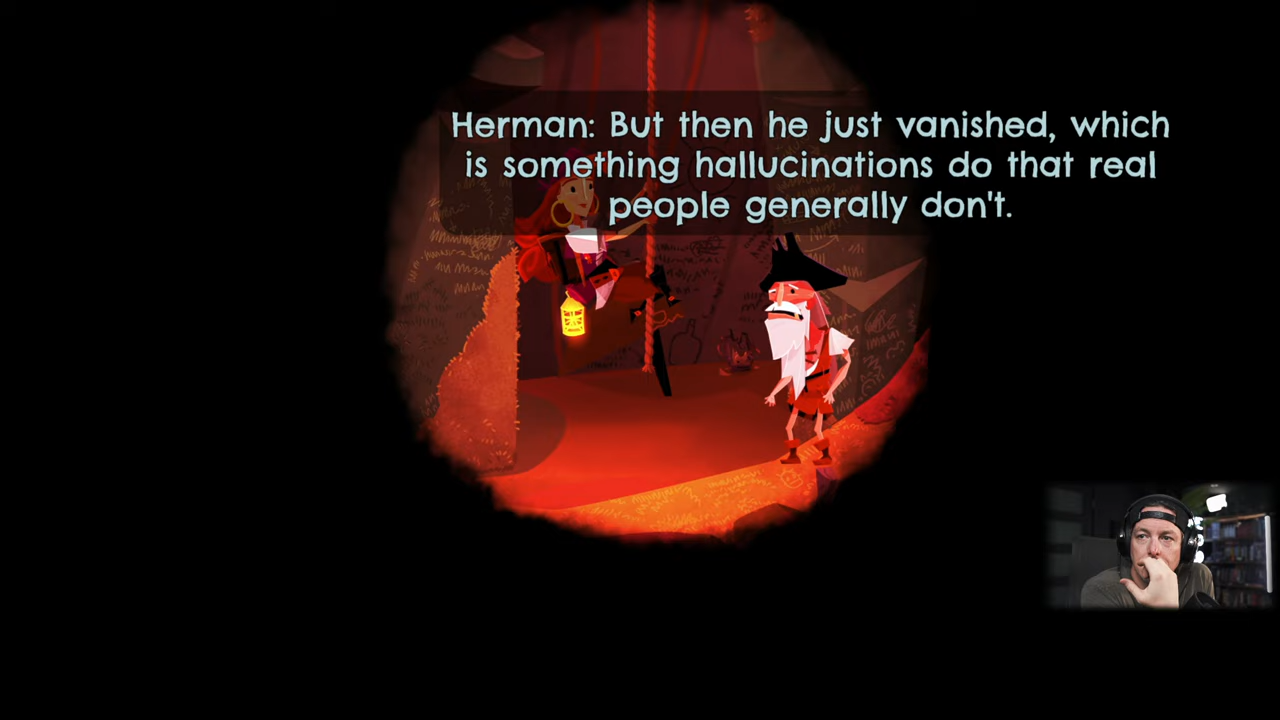 Herman: But then he just vanished, which
is something hallucinations do that real
people generally don't.